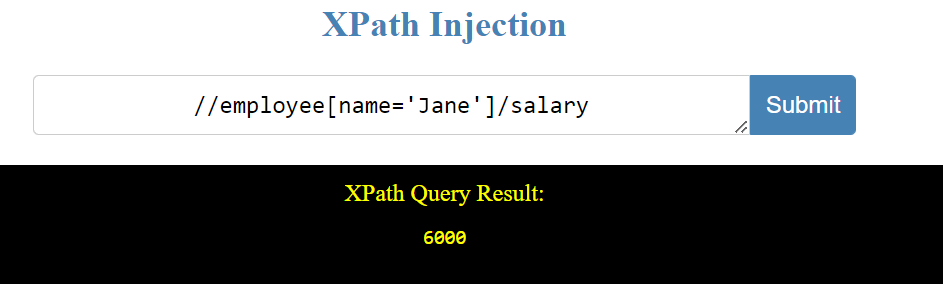 XPath Injection
//employee[name='Jane']/salary
Submit
XPath Query Result:
6000